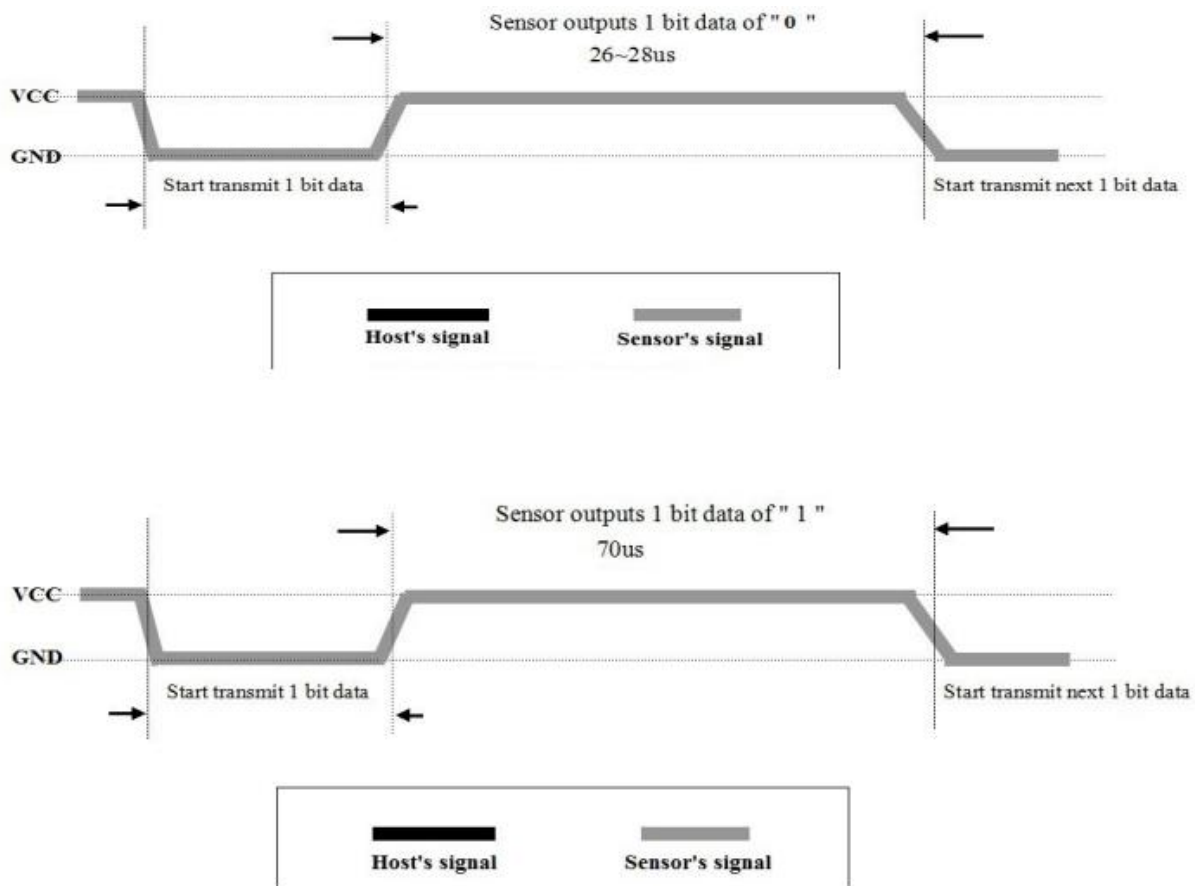 Sensor outputs 1 bit data of " 0 "
26~28us
VCC
GND
Start transmit 1 bit data
Start transmit next 1 bit data
Host's signal
Sensor's signal
Sensor outputs 1 bit data of " 1 "
70us
VCC
GND
Start transmit 1 bit data
Start transmit next 1 bit data
Host's signal
Sensor's signal